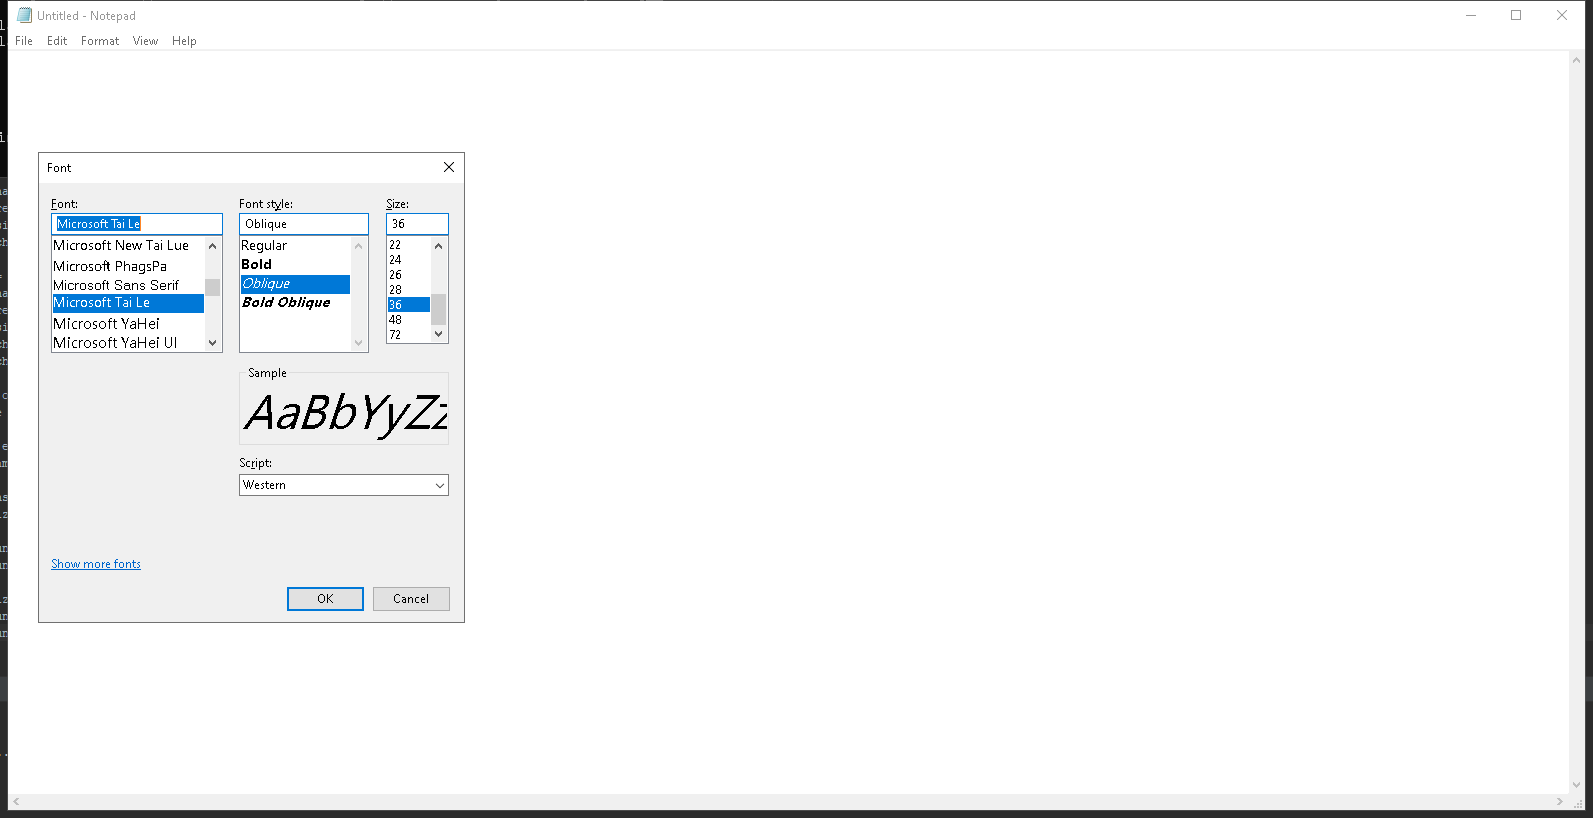 Untitled - Notepad
File Edit Format View Help
Font
Font: Font style: Size:
Microsoft Tai Le Oblique 36
Microsoft New Tai Lue Regular 22
Microsoft PhagsPa Bold 24
Microsoft Sans Serif Oblique 26
Microsoft Tai Le Bold Oblique 28
Microsoft YaHei 36
Microsoft YaHei UI 48
72
Sample
AaBbYyZz
Script:
Western
Show more fonts
OK Cancel